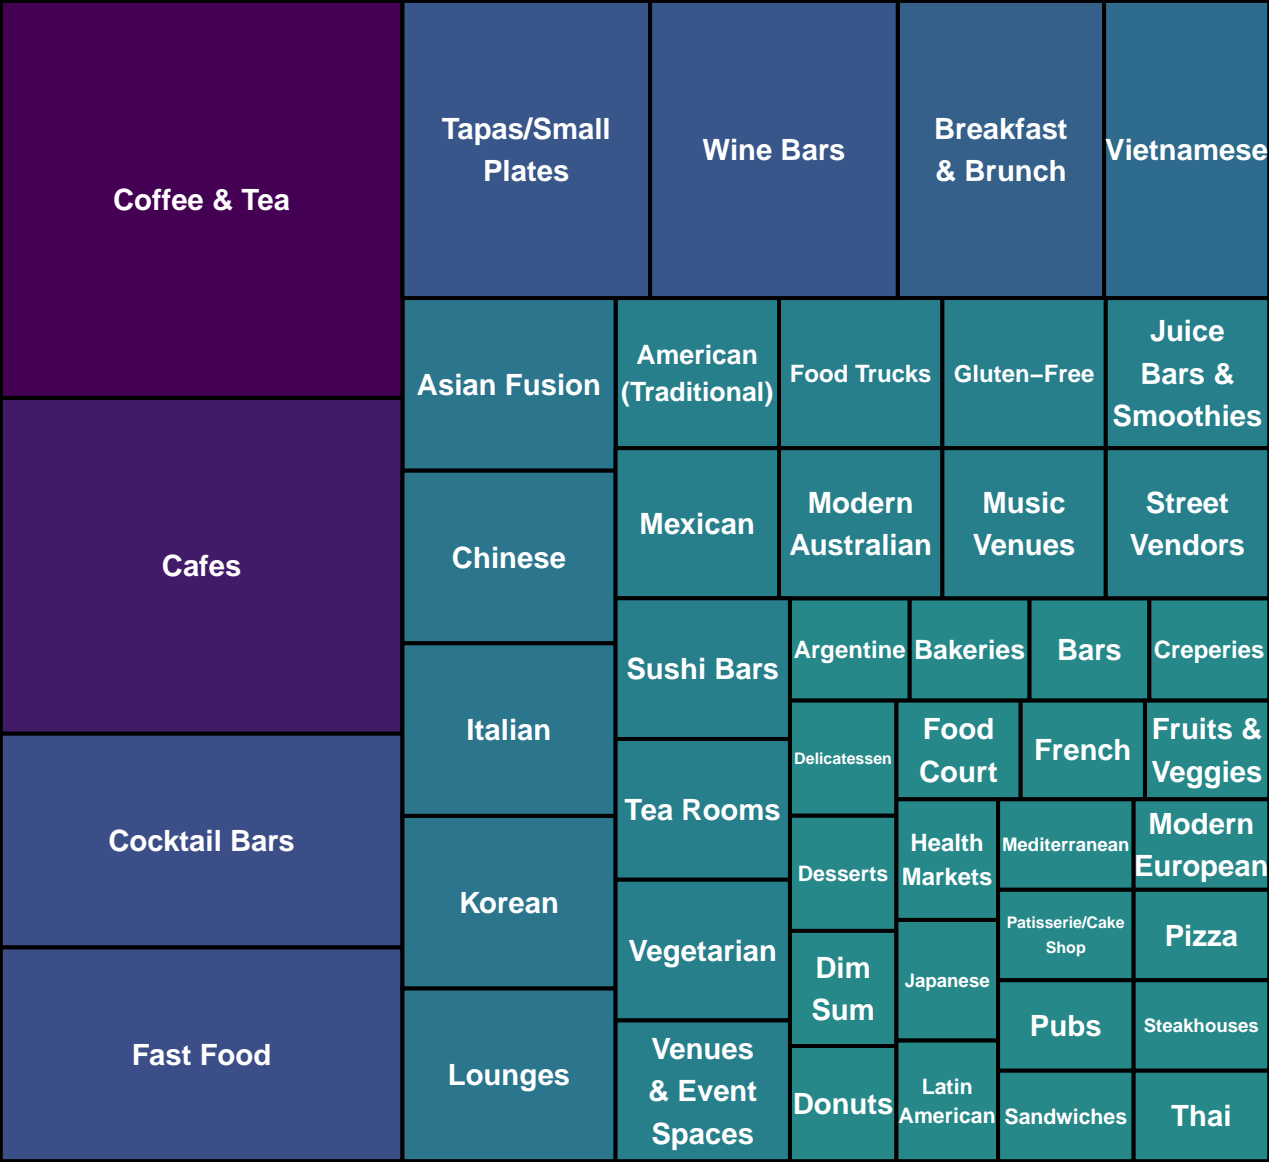 Coffee & Tea
Cafes
Cocktail Bars
Fast Food
Tapas/Small
Plates
Wine Bars
Breakfast
& Brunch
Vietnamese
Asian Fusion
Chinese
Italian
Korean
Lounges
American
(Traditional)
Food Trucks
Gluten–Free
Juice
Bars &
Smoothies
Mexican
Modern
Australian
Music
Venues
Street
Vendors
Sushi Bars
Tea Rooms
Vegetarian
Venues
& Event
Spaces
Argentine
Bakeries
Bars
Creperies
Delicatessen
Desserts
Dim
Sum
Donuts
Food
Court
French
Fruits &
Veggies
Health
Markets
Japanese
Latin
American
Mediterranean
Modern
European
Patisserie/Cake
Shop
Pizza
Pubs
Steakhouses
Sandwiches
Thai